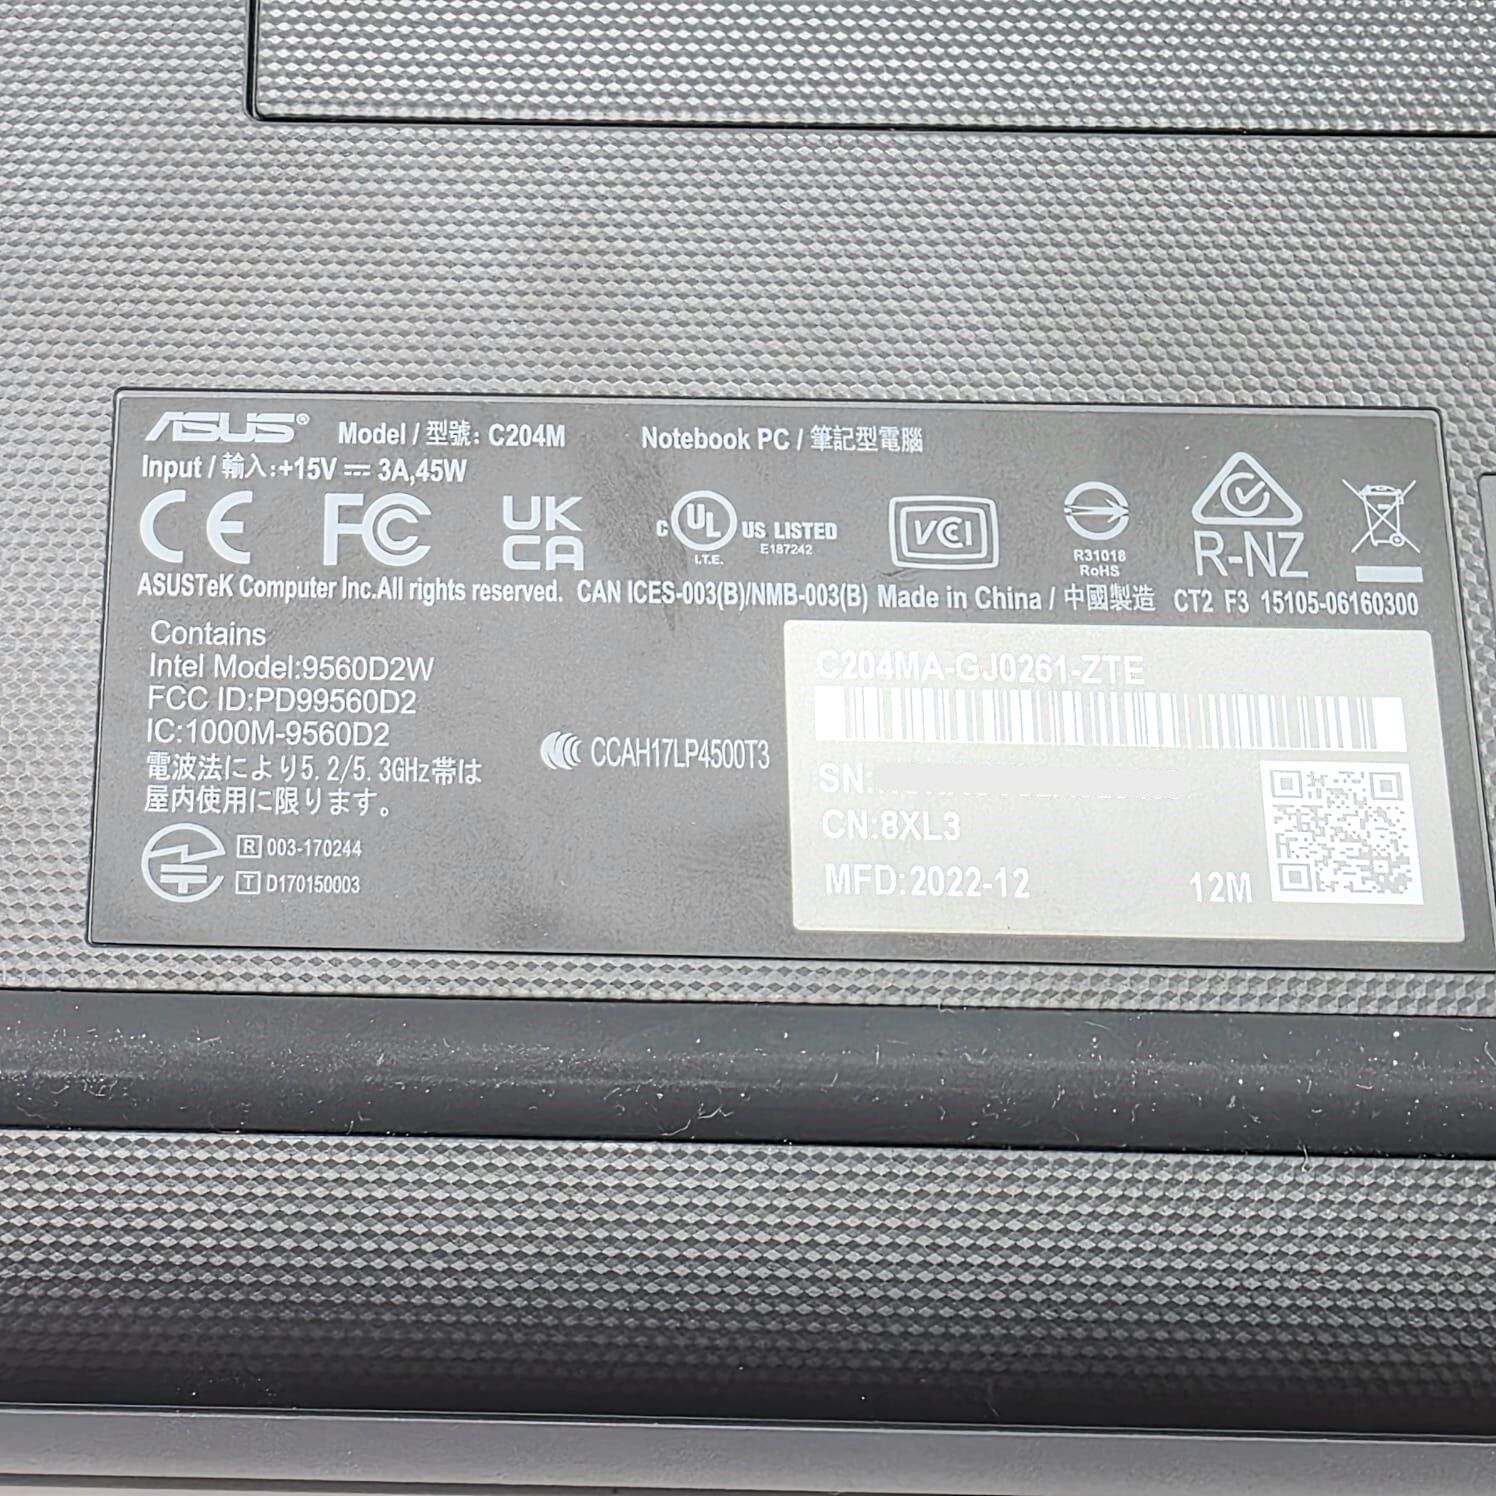 ASUS® Model / 型號: C204M Notebook PC / 筆記型電腦
Input / 輸入:+15V ⎓ 3A,45W
CE FC UK CA c UL US LISTED I.T.E. E187242 VCI R31018 RoHS R-NZ
ASUSTeK Computer Inc.All rights reserved. CAN ICES-003(B)/NMB-003(B) Made in China / 中國製造 CT2 F3 15105-06160300
Contains
Intel Model:9560D2W
FCC ID:PD99560D2
IC:1000M-9560D2
電波法により5.2/5.3GHz帯は
屋内使用に限ります。
R 003-170244
T D170150003
CCAH17LP4500T3
C204MA-GJ0261-ZTE
SN:
CN:8XL3
MFD:2022-12 12M